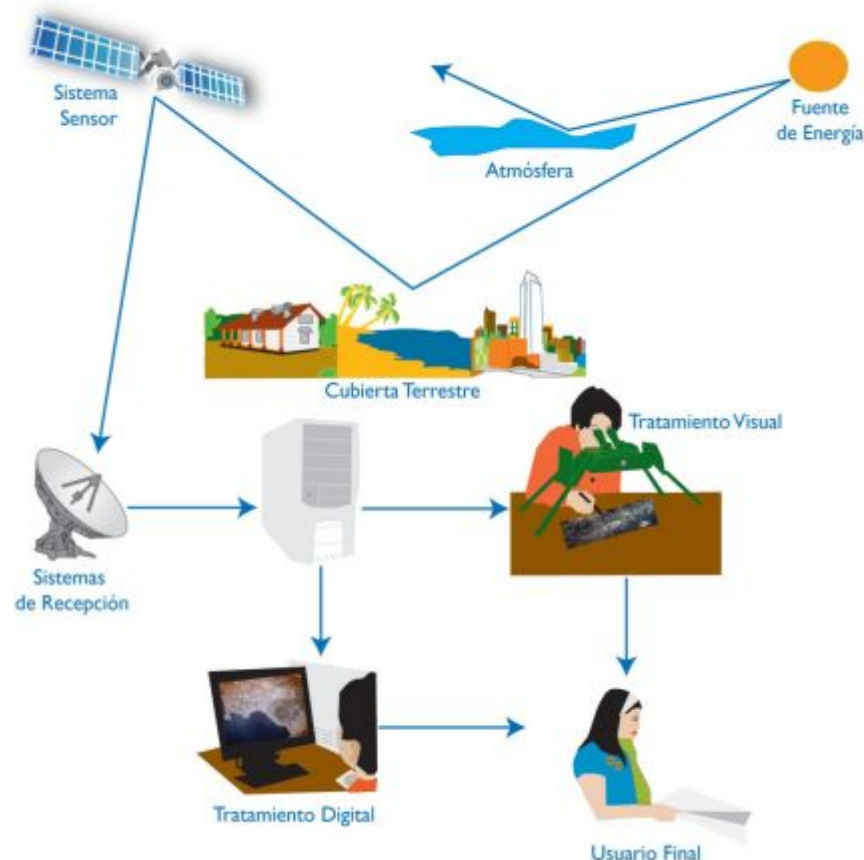 Sistema
Sensor
Fuente
de Energía
Atmósfera
Cubierta Terrestre
Tratamiento Visual
Sistemas
de Recepción
Tratamiento Digital
Usuario Final